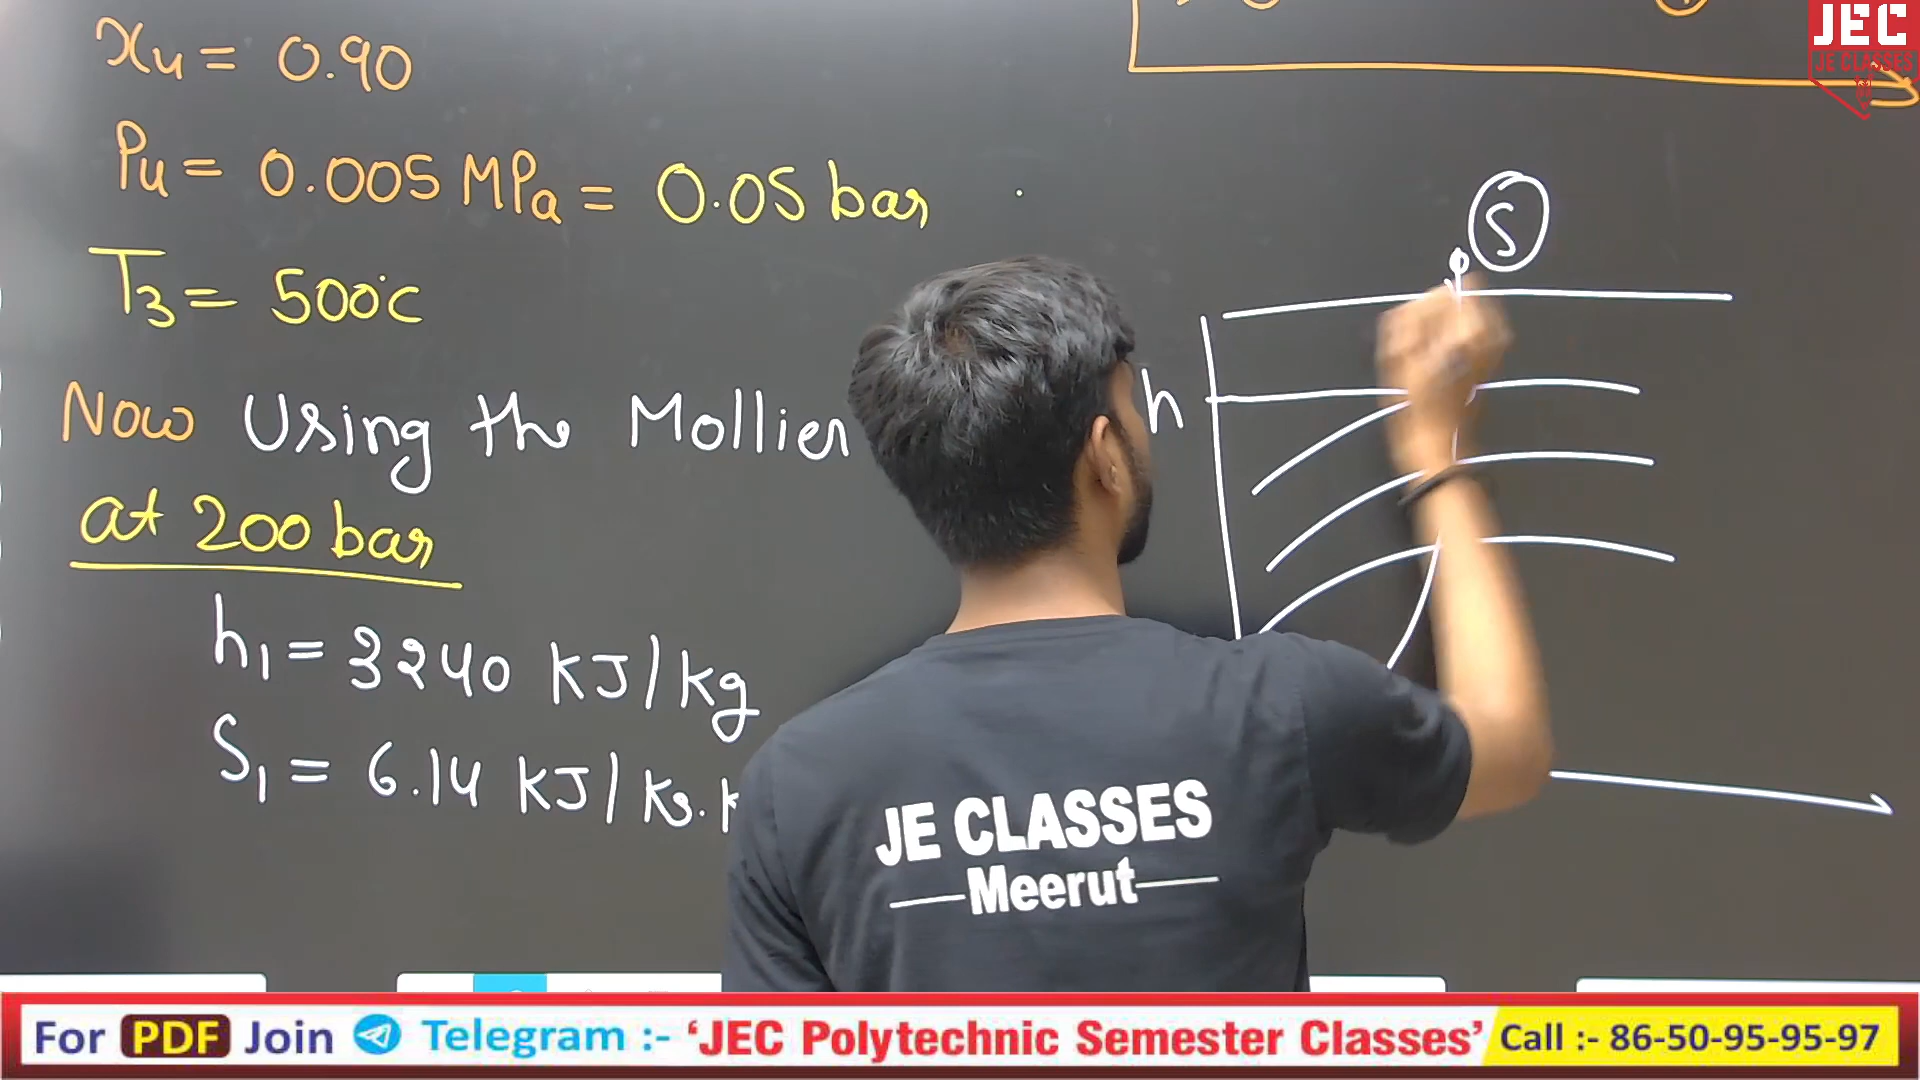 x4 = 0.90
P4 = 0.005 MPa = 0.05 bar
T3 = 500°C
Now Using the Mollier
at 200 bar
h1 = 3240 KJ/kg
S1 = 6.14 KJ/kg.K
S
h
JEC
JE CLASSES
JE CLASSES
Meerut
For PDF Join Telegram :- ‘JEC Polytechnic Semester Classes’ Call :- 86-50-95-95-97